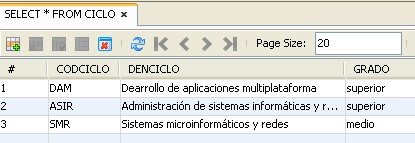 SELECT * FROM CICLO
Page Size: 20
# CODCICLO DENCICLO GRADO
1 DAM Dearrollo de aplicaciones multiplataforma superior
2 ASIR Administración de sistemas informáticas y r... superior
3 SMR Sistemas microinformáticos y redes medio